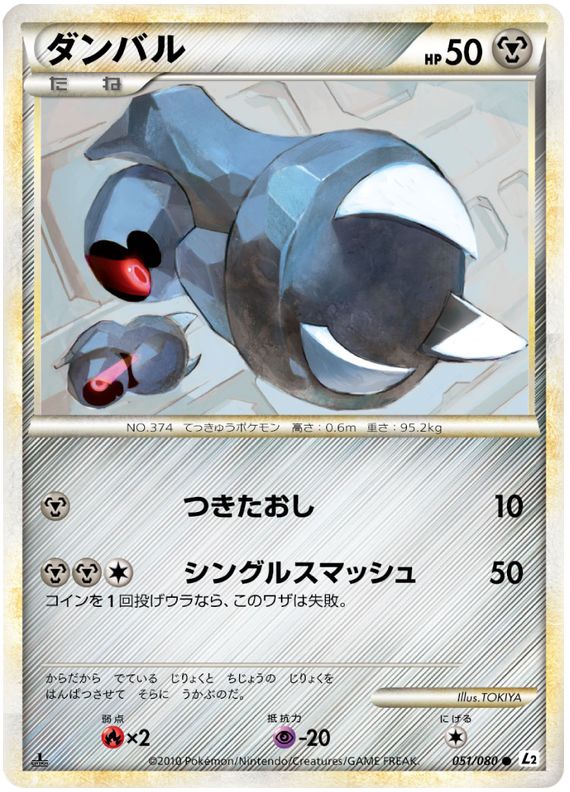 ダンバル HP50
たね
NO.374 てっきゅうポケモン 高さ：0.6m 重さ：95.2kg
つきたおし 10
シングルスマッシュ 50
コインを1回投げウラなら、このワザは失敗。
からだから でている じりょくと ちじょうの じりょくを
はんぱつさせて そらに うかぶのだ。
Illus.TOKIYA
弱点 抵抗力 にげる
×2 -20
©2010 Pokémon/Nintendo/Creatures/GAME FREAK. 051/080 L2